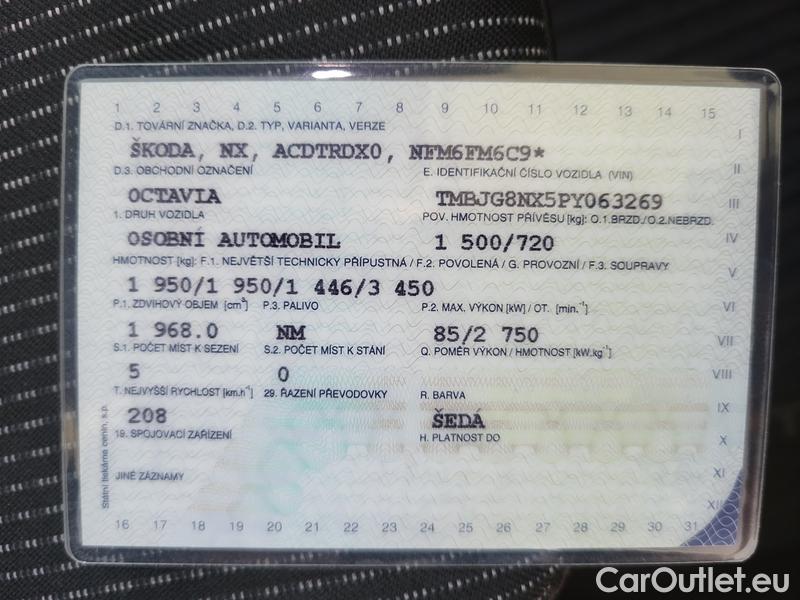 1 2 3 4 5 6 7 8 9 10 11 12 13 14 15
D.1. TOVÁRNÍ ZNAČKA, D.2. TYP, VARIANTA, VERZE I
ŠKODA, NX, ACDTRDX0, NFM6FM6C9*
D.3. OBCHODNÍ OZNAČENÍ E. IDENTIFIKAČNÍ ČÍSLO VOZIDLA (VIN) II
OCTAVIA TMBJG8NX5PY063269 III
1. DRUH VOZIDLA POV. HMOTNOST PŘÍVĚSU [kg]: O.1.BRZD./O.2.NEBRZD.
OSOBNÍ AUTOMOBIL 1 500/720 IV
HMOTNOST [kg]: F.1. NEJVĚTŠÍ TECHNICKY PŘÍPUSTNÁ / F.2. POVOLENÁ / G. PROVOZNÍ / F.3. SOUPRAVY V
1 950/1 950/1 446/3 450
P.1. ZDVIHOVÝ OBJEM [cm³] P.3. PALIVO P.2. MAX. VÝKON [kW] / OT. [min.⁻¹] VI
1 968.0 NM 85/2 750 VII
S.1. POČET MÍST K SEZENÍ S.2. POČET MÍST K STÁNÍ Q. POMĚR VÝKON / HMOTNOST [kW.kg⁻¹]
5 0 VIII
T. NEJVYŠŠÍ RYCHLOST [km.h⁻¹] 29. ŘAZENÍ PŘEVODOVKY R. BARVA
208 ŠEDÁ IX
19. SPOJOVACÍ ZAŘÍZENÍ H. PLATNOST DO X
JINÉ ZÁZNAMY XI
XII
16 17 18 19 20 21 22 23 24 25 26 27 28 29 30 31
Státní tiskárna cenin, s.p.
CarOutlet.eu